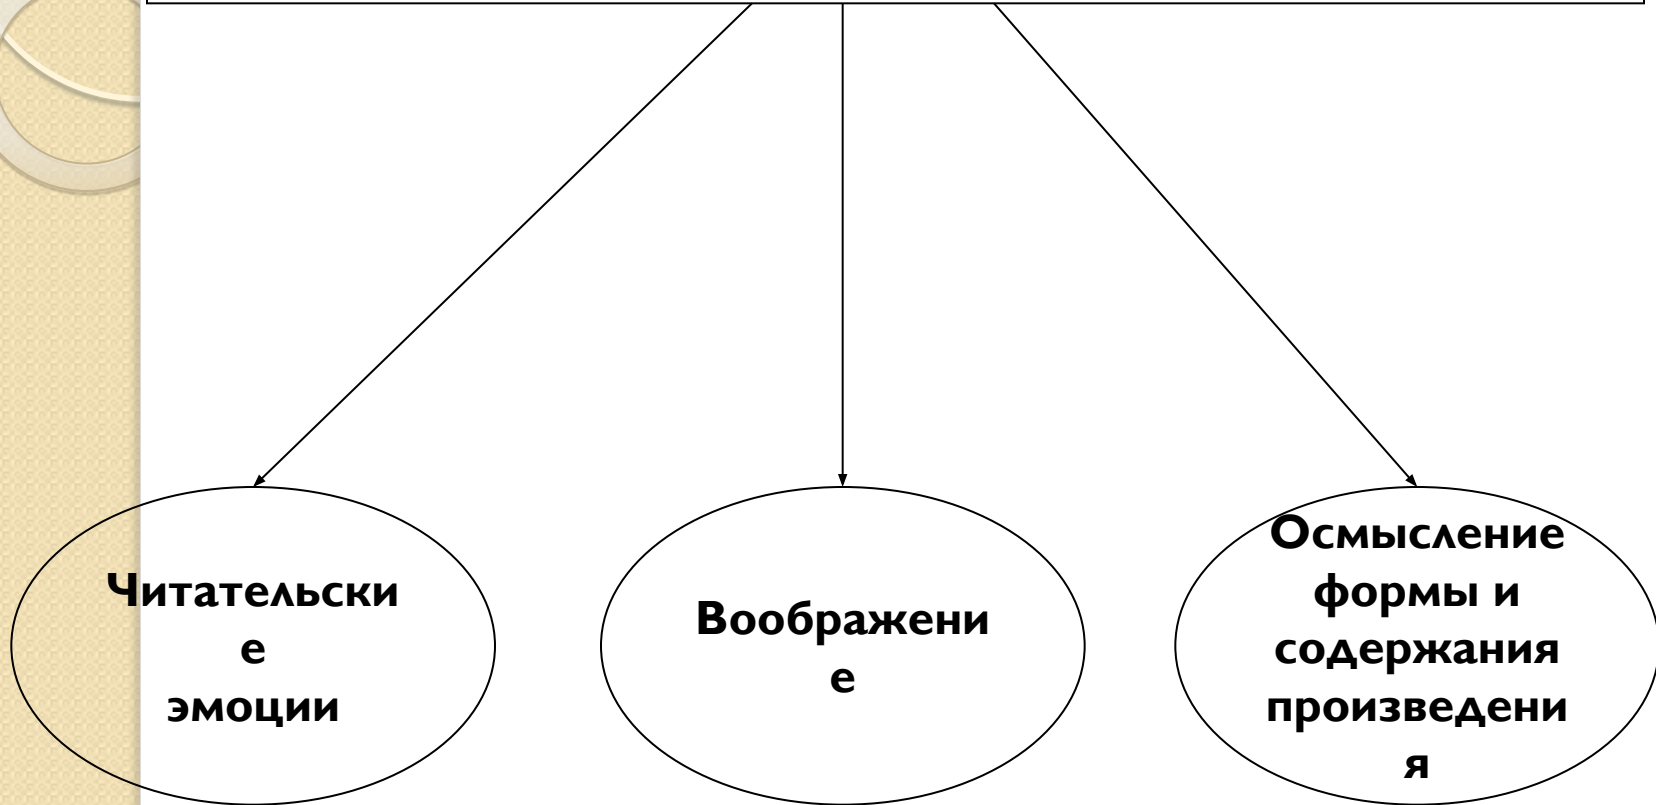 Читательски
е
эмоции
Воображени
е
Осмысление
формы и
содержания
произведени
я